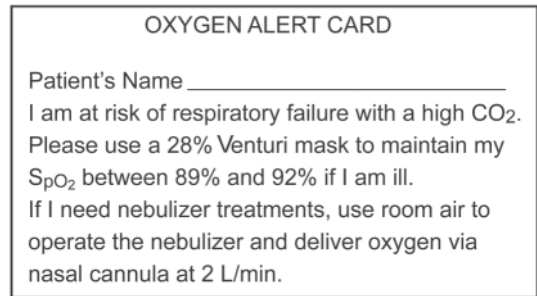 OXYGEN ALERT CARD
Patient's Name
I am at risk of respiratory failure with a high CO2.
Please use a 28% Venturi mask to maintain my
SpO2 between 89% and 92% if I am ill.
If I need nebulizer treatments, use room air to
operate the nebulizer and deliver oxygen via
nasal cannula at 2 L/min.